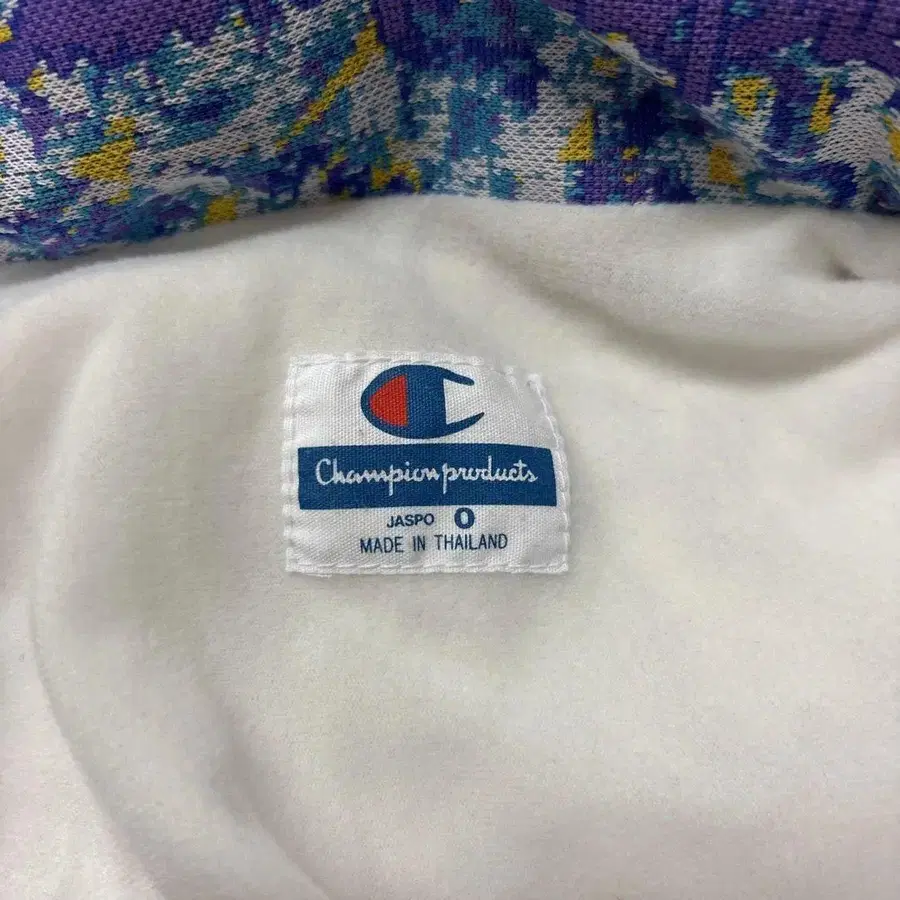 Champion products
JASPO O
MADE IN THAILAND